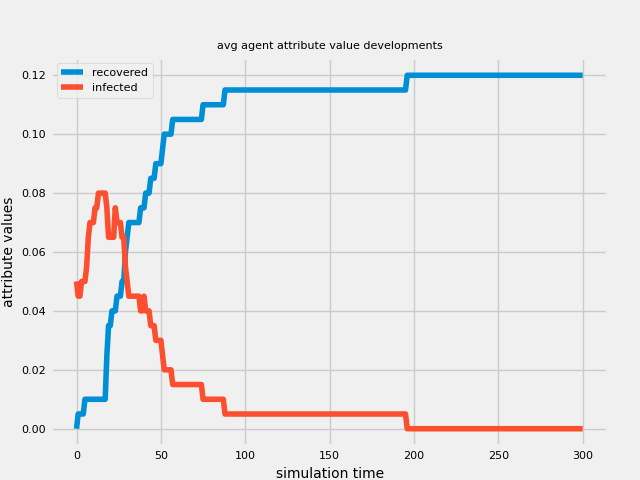 avg agent attribute value developments
recovered
infected
attribute values
0.12
0.10
0.08
0.06
0.04
0.02
0.00
0 50 100 150 200 250 300
simulation time